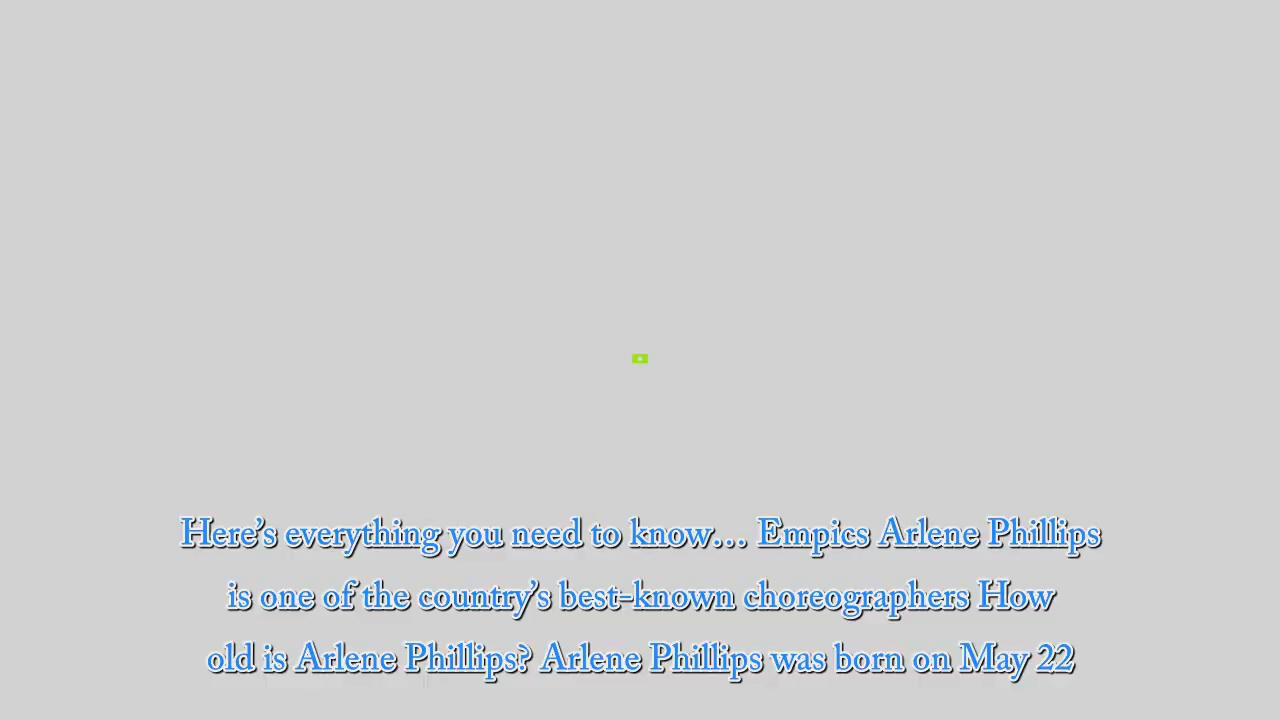 Here’s everything you need to know… Empics Arlene Phillips
is one of the country’s best-known choreographers How
old is Arlene Phillips? Arlene Phillips was born on May 22